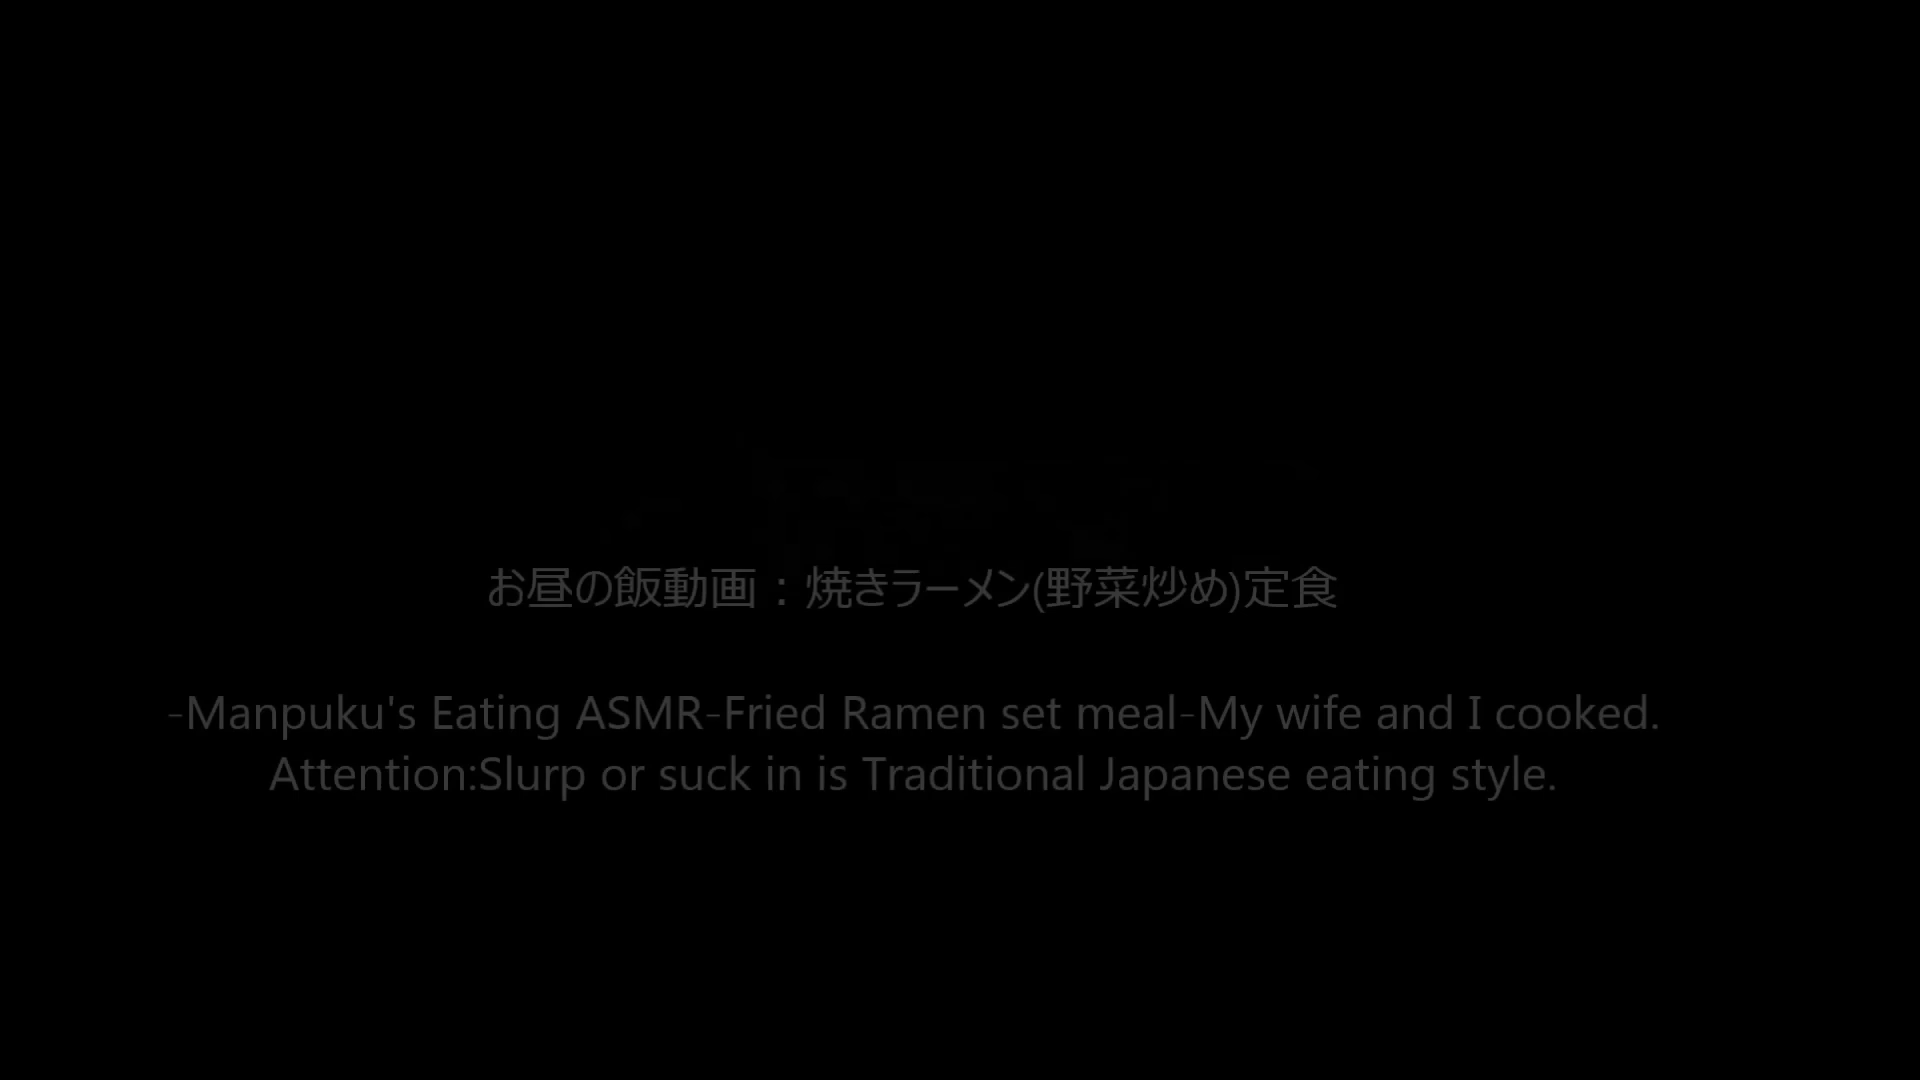 お昼の飯動画：焼きラーメン(野菜炒め)定食
-Manpuku's Eating ASMR-Fried Ramen set meal-My wife and I cooked.
Attention:Slurp or suck in is Traditional Japanese eating style.